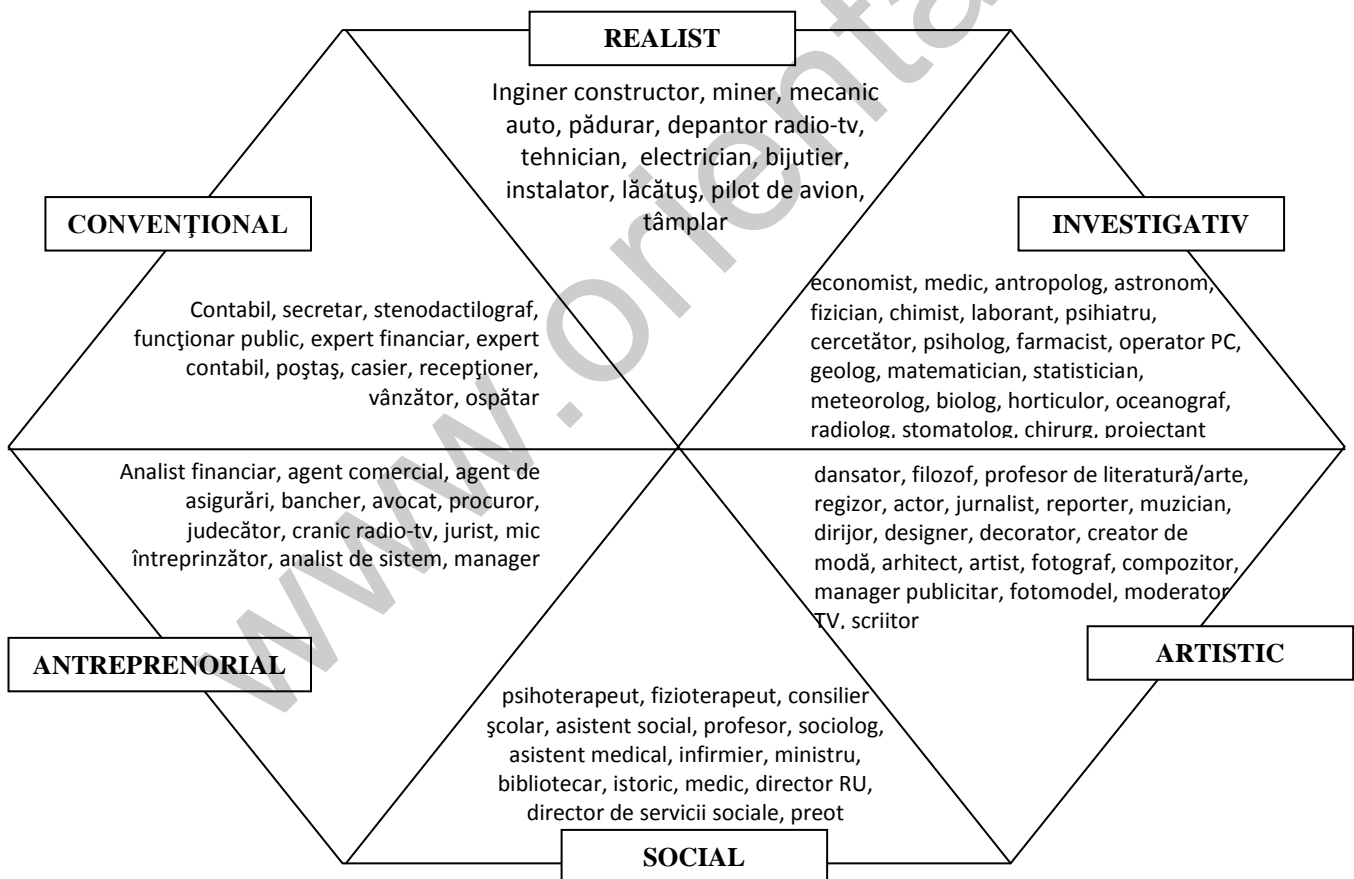 REALIST
Inginer constructor, miner, mecanic
auto, pădurar, depantor radio-tv,
tehnician, electrician, bijutier,
instalator, lăcătuş, pilot de avion,
tâmplar
CONVENŢIONAL
Contabil, secretar, stenodactilograf,
funcţionar public, expert financiar, expert
contabil, poştaş, casier, recepţioner,
vânzător, ospătar
INVESTIGATIV
economist, medic, antropolog, astronom,
fizician, chimist, laborant, psihiatru,
cercetător, psiholog, farmacist, operator PC,
geolog, matematician, statistician,
meteorolog, biolog, horticulor, oceanograf,
radiolog, stomatolog, chirurg, proiectant
Analist financiar, agent comercial, agent de
asigurări, bancher, avocat, procuror,
judecător, cranic radio-tv, jurist, mic
întreprinzător, analist de sistem, manager
ANTREPRENORIAL
dansator, filozof, profesor de literatură/arte,
regizor, actor, jurnalist, reporter, muzician,
dirijor, designer, decorator, creator de
modă, arhitect, artist, fotograf, compozitor,
manager publicitar, fotomodel, moderator
TV, scriitor
ARTISTIC
psihoterapeut, fizioterapeut, consilier
şcolar, asistent social, profesor, sociolog,
asistent medical, infirmier, ministru,
bibliotecar, istoric, medic, director RU,
director de servicii sociale, preot
SOCIAL
www.orienta